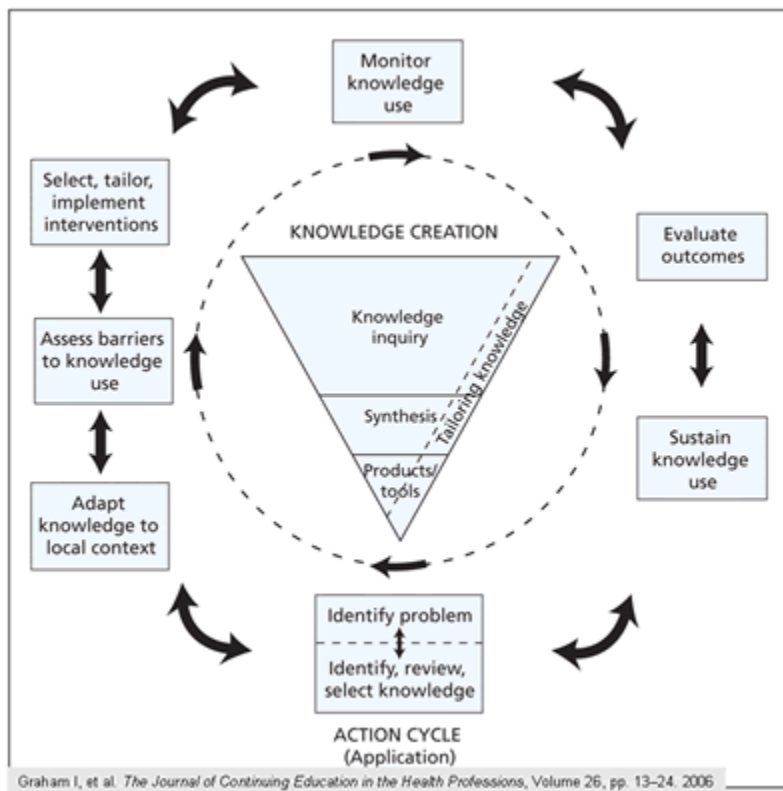 Monitor
knowledge
use
Select, tailor,
implement
interventions
KNOWLEDGE CREATION
Evaluate
outcomes
Knowledge
inquiry
Tailoring knowledge
Assess barriers
to knowledge
use
Synthesis
Products/
tools
Sustain
knowledge
use
Adapt
knowledge to
local context
Identify problem
Identify, review,
select knowledge
ACTION CYCLE
(Application)
Graham I, et al. The Journal of Continuing Education in the Health Professions, Volume 26, pp. 13–24. 2006